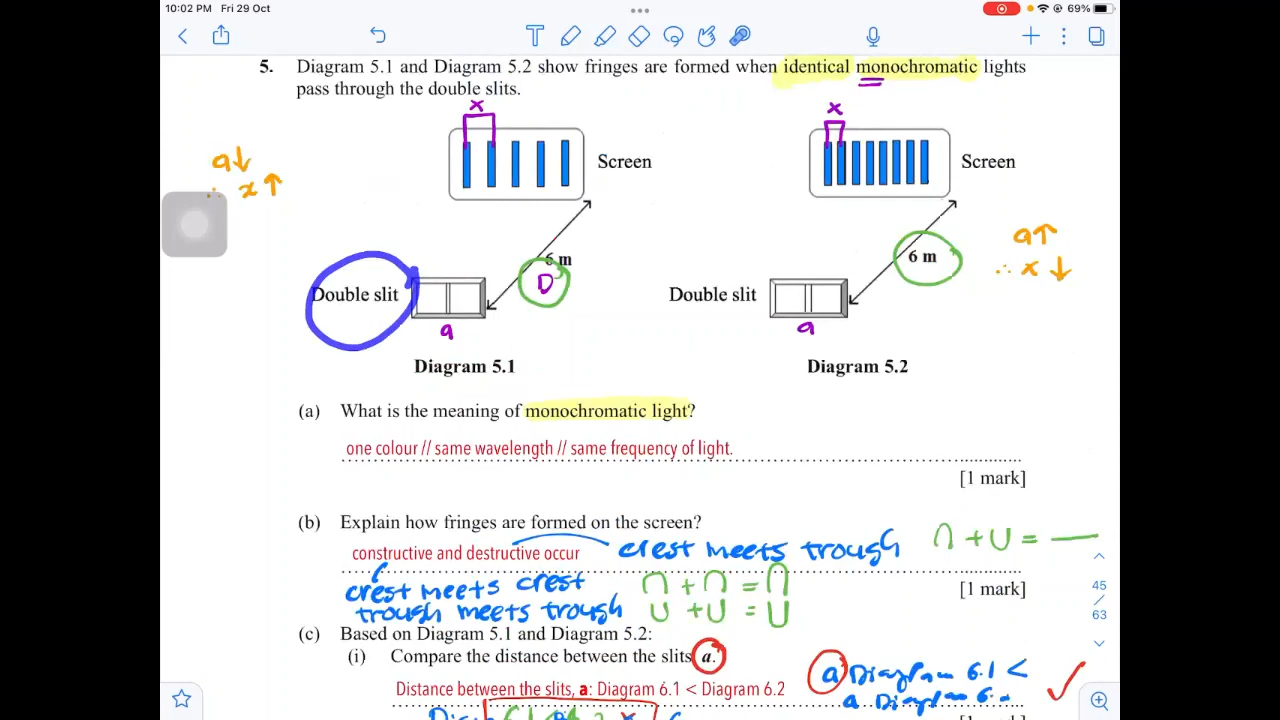 10:02 PM Fri 29 Oct
69%
5. Diagram 5.1 and Diagram 5.2 show fringes are formed when identical monochromatic lights
pass through the double slits.
x
x
Screen
Screen
a↓
∴ x ↑
6 m
D
6 m
a↑
∴ x ↓
Double slit
Double slit
a
a
Diagram 5.1
Diagram 5.2
(a) What is the meaning of monochromatic light?
one colour // same wavelength // same frequency of light.
[1 mark]
(b) Explain how fringes are formed on the screen?
constructive and destructive occur
crest meets trough
∩ + ∪ = —
crest meets crest
∩ + ∩ = ∩
[1 mark]
trough meets trough
∪ + ∪ = ∪
45
/
63
(c) Based on Diagram 5.1 and Diagram 5.2:
(i) Compare the distance between the slits a.
a Diagram 6.1 <
Distance between the slits, a: Diagram 6.1 < Diagram 6.2
a Diagram 6.